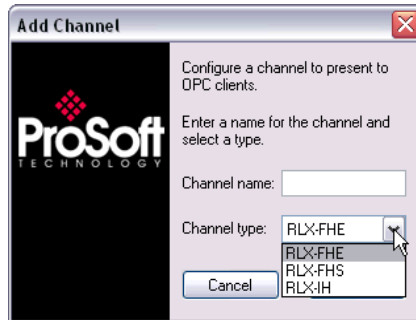 Add Channel
ProSoft
TECHNOLOGY
Configure a channel to present to
OPC clients.
Enter a name for the channel and
select a type.
Channel name:
Channel type: RLX-FHE
RLX-FHE
RLX-FHS
RLX-IH
Cancel